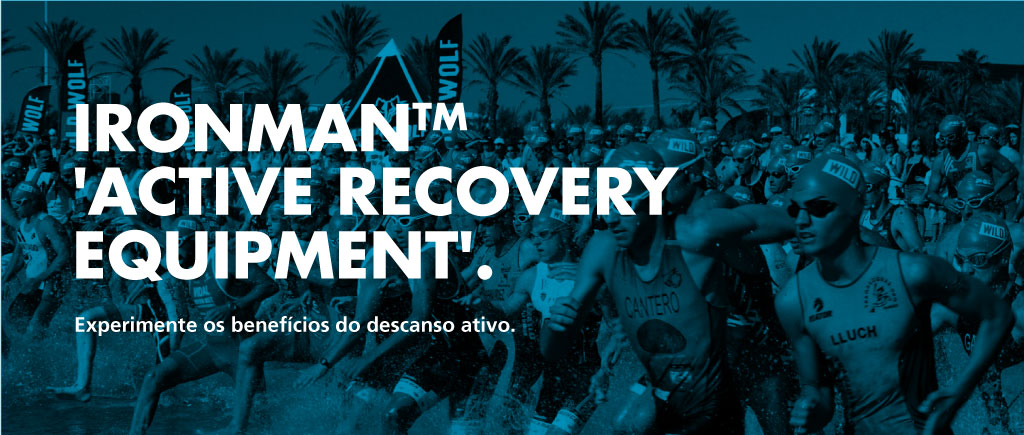 IRONMAN™
'ACTIVE RECOVERY
EQUIPMENT'.
Experimente os benefícios do descanso ativo.
WOLF
WOLF
WOLF
WILD
WILD
WILD
CANTERO
LLUCH